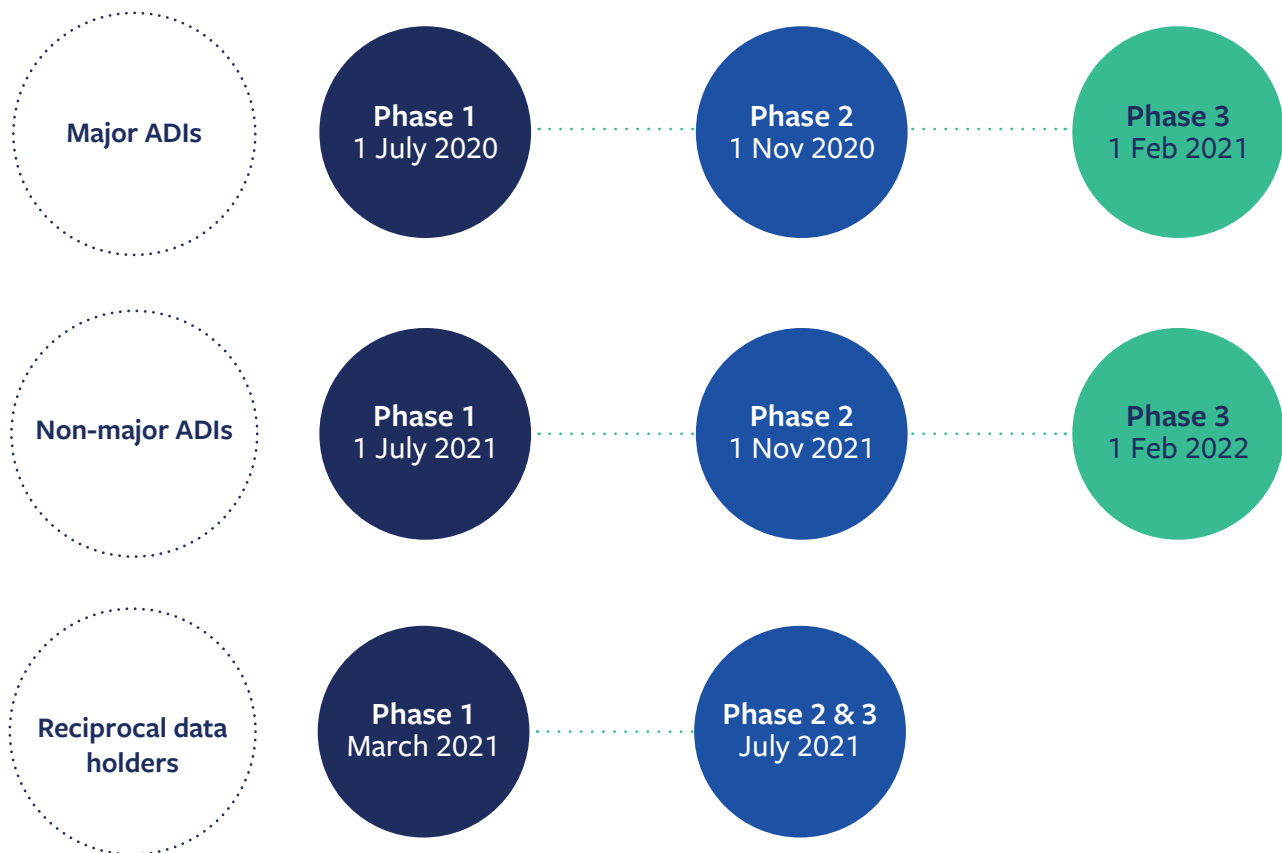 Major ADIs
Phase 1
1 July 2020
Phase 2
1 Nov 2020
Phase 3
1 Feb 2021
Non-major ADIs
Phase 1
1 July 2021
Phase 2
1 Nov 2021
Phase 3
1 Feb 2022
Reciprocal data
holders
Phase 1
March 2021
Phase 2 & 3
July 2021